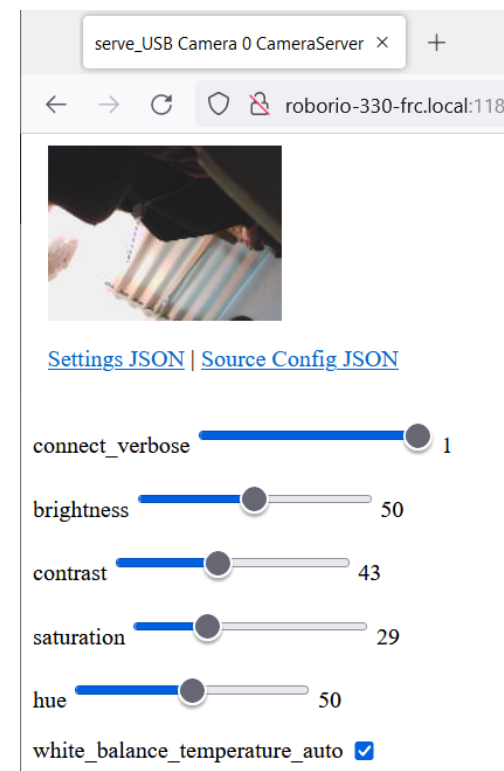 serve_USB Camera 0 CameraServer
roborio-330-frc.local:118
Settings JSON | Source Config JSON
connect_verbose 1
brightness 50
contrast 43
saturation 29
hue 50
white_balance_temperature_auto